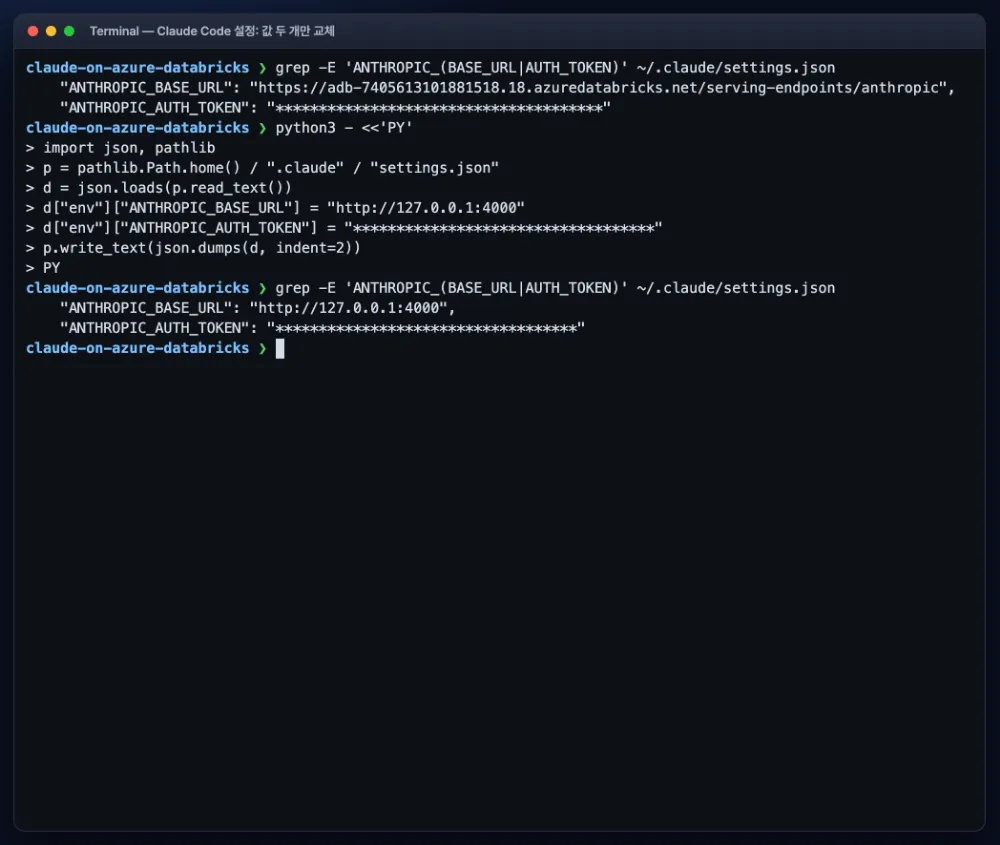 Terminal — Claude Code 설정: 값 두 개만 교체
claude-on-azure-databricks ❯ grep -E 'ANTHROPIC_(BASE_URL|AUTH_TOKEN)' ~/.claude/settings.json
    "ANTHROPIC_BASE_URL": "https://adb-7405613101881518.18.azuredatabricks.net/serving-endpoints/anthropic",
    "ANTHROPIC_AUTH_TOKEN": "**************************************"
claude-on-azure-databricks ❯ python3 - <<'PY'
> import json, pathlib
> p = pathlib.Path.home() / ".claude" / "settings.json"
> d = json.loads(p.read_text())
> d["env"]["ANTHROPIC_BASE_URL"] = "http://127.0.0.1:4000"
> d["env"]["ANTHROPIC_AUTH_TOKEN"] = "***********************************"
> p.write_text(json.dumps(d, indent=2))
> PY
claude-on-azure-databricks ❯ grep -E 'ANTHROPIC_(BASE_URL|AUTH_TOKEN)' ~/.claude/settings.json
    "ANTHROPIC_BASE_URL": "http://127.0.0.1:4000",
    "ANTHROPIC_AUTH_TOKEN": "***********************************"
claude-on-azure-databricks ❯